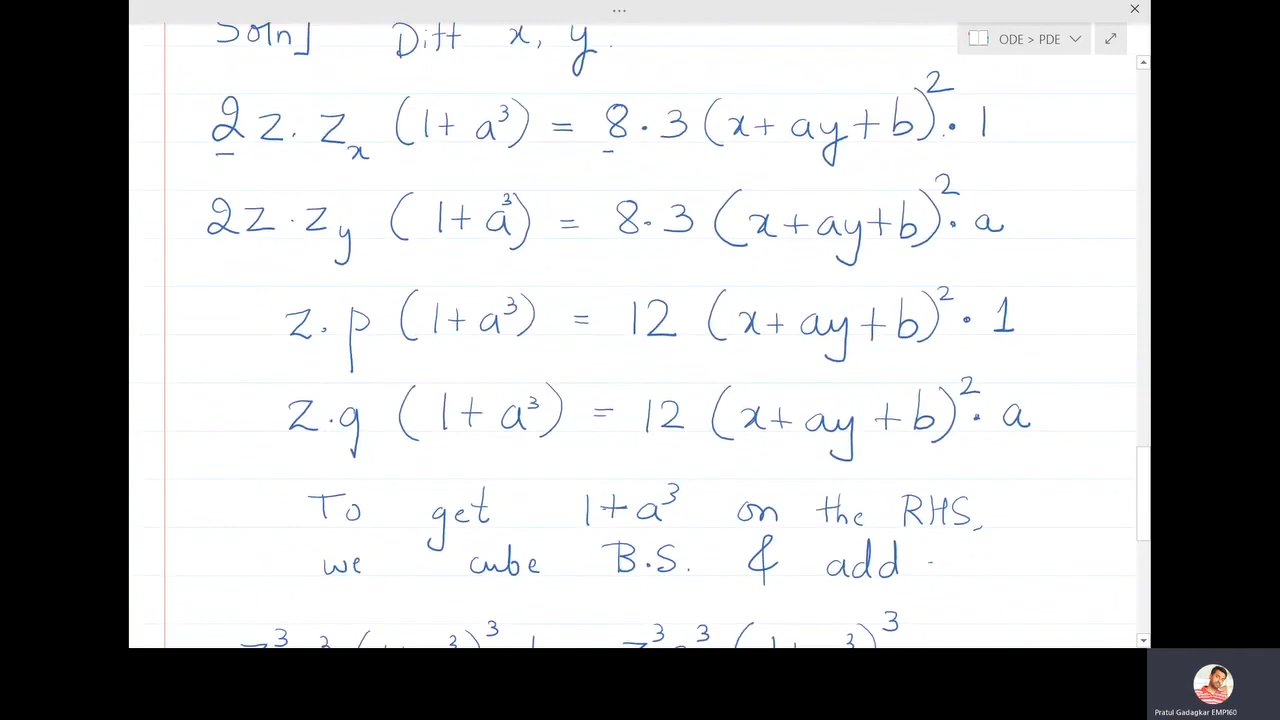 ...
ODE > PDE
Soln] Diff x, y.
2z. z_x (1+ a³) = 8·3(x+ay+b)²·1
2z·z_y (1+a³) = 8·3(x+ay+b)²·a
z.p(1+a³) = 12(x+ay+b)²·1
z.q(1+a³) = 12(x+ay+b)²·a
To get 1+a³ on the RHS,
we cube B.S. & add.
Pratul Gadagkar EMP160